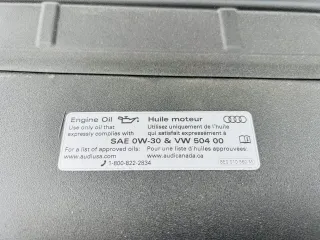 Engine Oil Huile moteur
Use only oil that Utilisez uniquement de l'huile
expressly complies with qui satisfait expressément à
SAE 0W-30 & VW 504 00
For a list of approved oils: Pour une liste d'huiles approuvées
www.audiusa.com www.audicanada.ca
1-800-822-2834